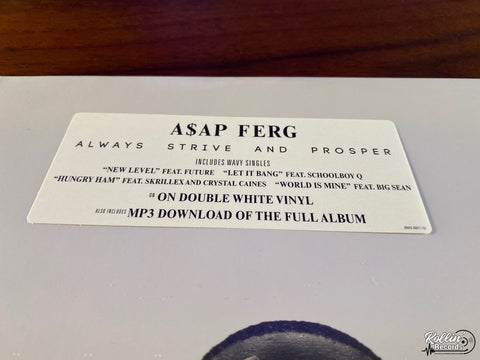 A$AP FERG
ALWAYS STRIVE AND PROSPER
INCLUDES WAVY SINGLES
“NEW LEVEL” FEAT. FUTURE “LET IT BANG” FEAT. SCHOOLBOY Q
“HUNGRY HAM” FEAT. SKRILLEX AND CRYSTAL CAINES “WORLD IS MINE” FEAT. BIG SEAN
ON ON DOUBLE WHITE VINYL
ALSO INCLUDES MP3 DOWNLOAD OF THE FULL ALBUM
Rollin'
Records